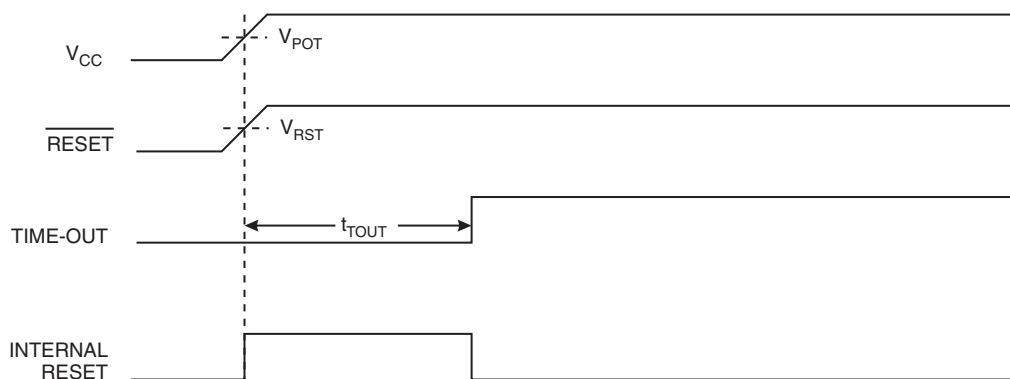 V_CC
V_POT
RESET
V_RST
TIME-OUT
t_TOUT
INTERNAL
RESET